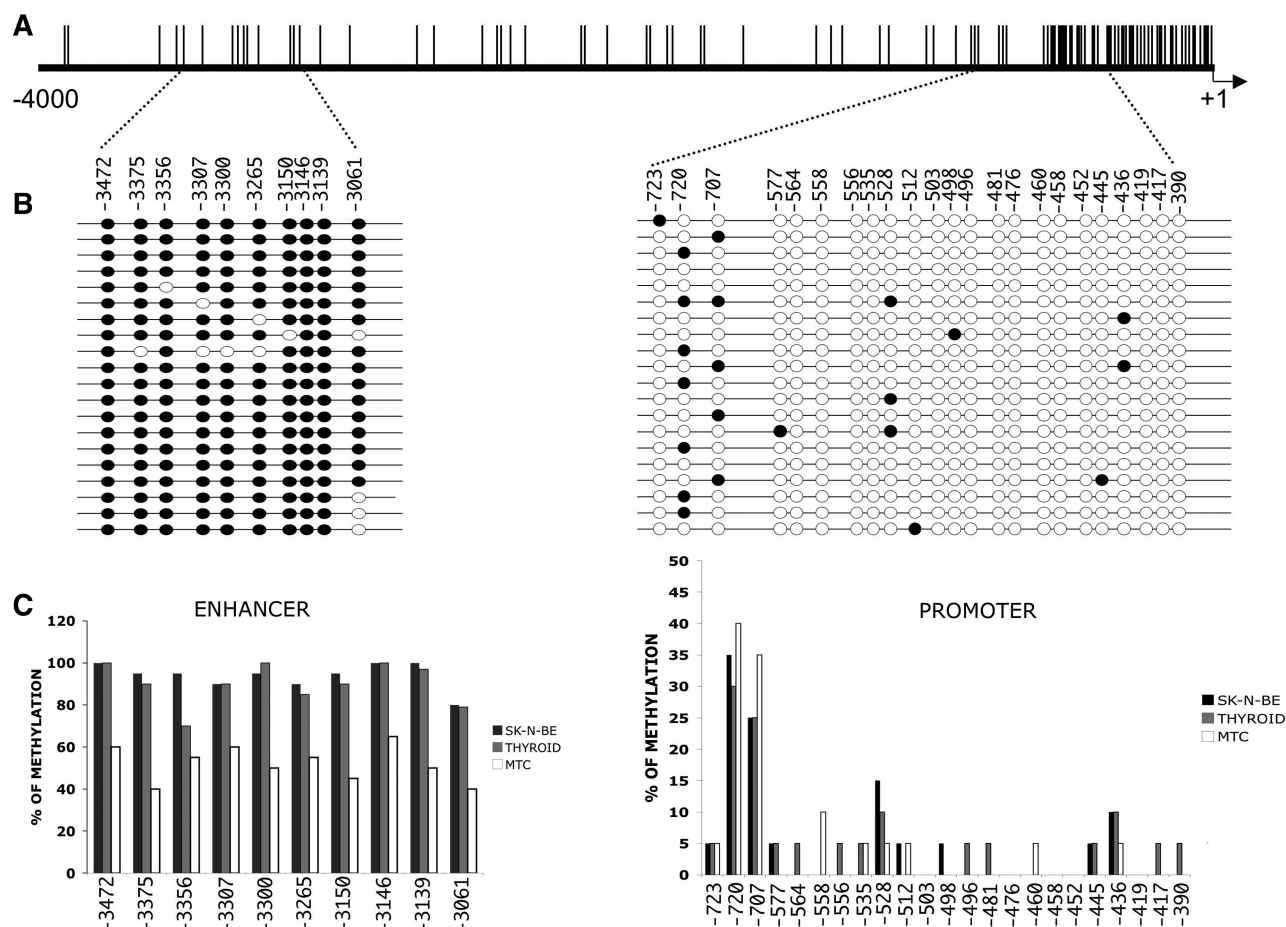 A
-4000
+1
-3472 -3375 -3356 -3307 -3300 -3265 -3150 -3146 -3139 -3061
-723 -720 -707 -577 -564 -558 -556 -535 -528 -512 -503 -498 -496 -481 -476 -460 -458 -452 -445 -436 -419 -417 -390
B
C
ENHANCER
% OF METHYLATION
120
100
80
60
40
20
0
-3472 -3375 -3356 -3307 -3300 -3265 -3150 -3146 -3139 -3061
SK-N-BE
THYROID
MTC
PROMOTER
% OF METHYLATION
50
45
40
35
30
25
20
15
10
5
0
-723 -720 -707 -577 -564 -558 -556 -535 -528 -512 -503 -498 -496 -481 -476 -460 -458 -452 -445 -436 -419 -417 -390
SK-N-BE
THYROID
MTC